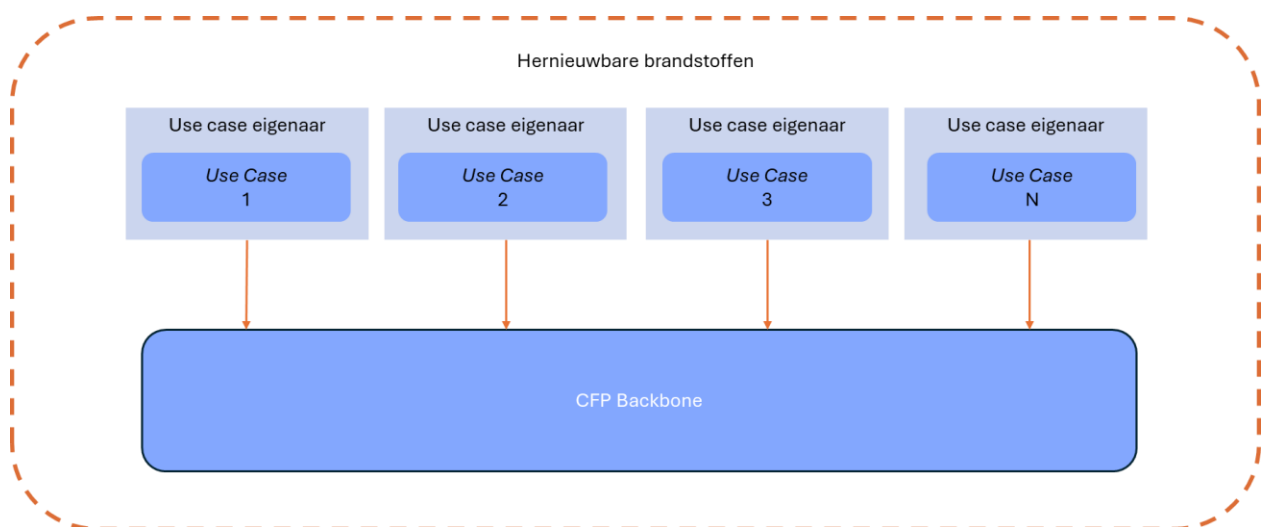 Hernieuwbare brandstoffen
Use case eigenaar
Use Case
1
Use case eigenaar
Use Case
2
Use case eigenaar
Use Case
3
Use case eigenaar
Use Case
N
CFP Backbone